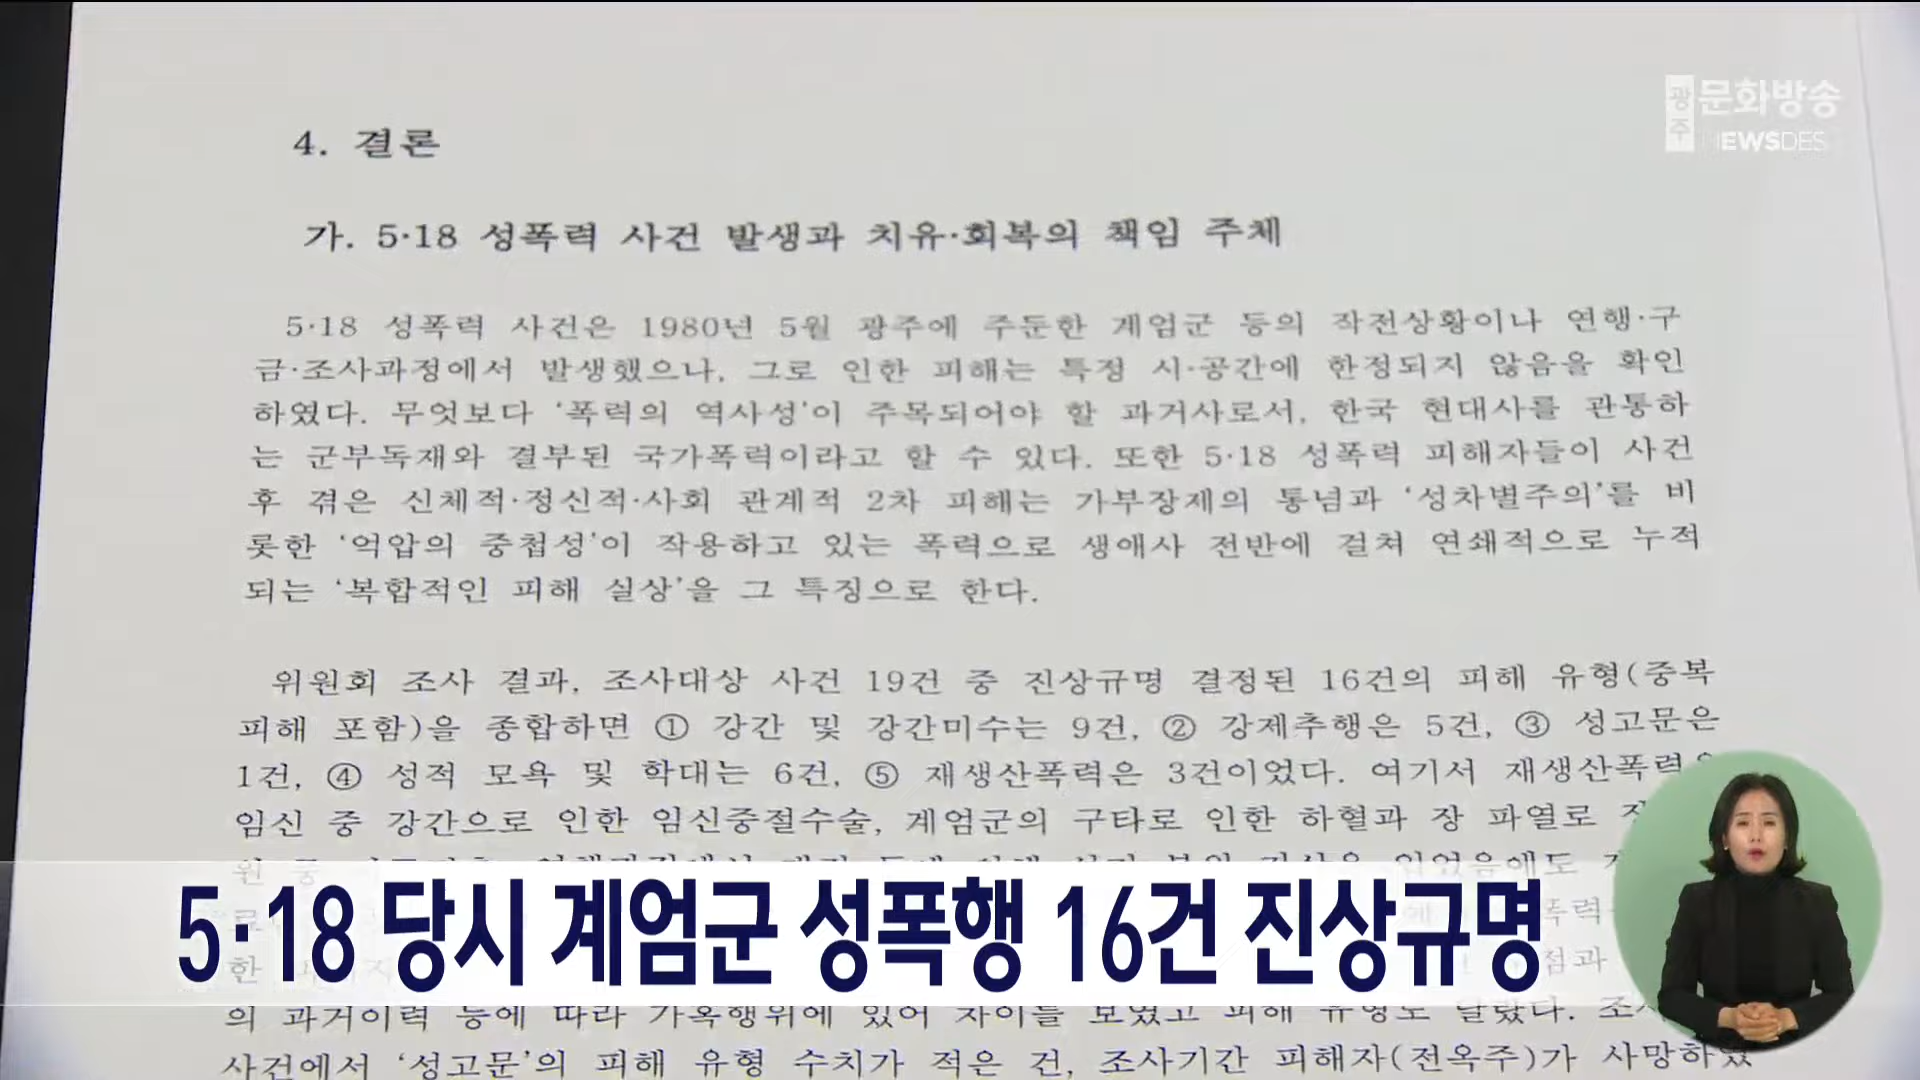 광주 문화방송
NEWSDES
4. 결론
가. 5·18 성폭력 사건 발생과 치유·회복의 책임 주체
5·18 성폭력 사건은 1980년 5월 광주에 주둔한 계엄군 등의 작전상황이나 연행·구
금·조사과정에서 발생했으나, 그로 인한 피해는 특정 시·공간에 한정되지 않음을 확인
하였다. 무엇보다 '폭력의 역사성'이 주목되어야 할 과거사로서, 한국 현대사를 관통하
는 군부독재와 결부된 국가폭력이라고 할 수 있다. 또한 5·18 성폭력 피해자들이 사건
후 겪은 신체적·정신적·사회 관계적 2차 피해는 가부장제의 통념과 '성차별주의'를 비
롯한 '억압의 중첩성'이 작용하고 있는 폭력으로 생애사 전반에 걸쳐 연쇄적으로 누적
되는 '복합적인 피해 실상'을 그 특징으로 한다.
위원회 조사 결과, 조사대상 사건 19건 중 진상규명 결정된 16건의 피해 유형(중복
피해 포함)을 종합하면 ① 강간 및 강간미수는 9건, ② 강제추행은 5건, ③ 성고문은
1건, ④ 성적 모욕 및 학대는 6건, ⑤ 재생산폭력은 3건이었다. 여기서 재생산폭력은
임신 중 강간으로 인한 임신중절수술, 계엄군의 구타로 인한 하혈과 장 파열로
5·18 당시 계엄군 성폭행 16건 진상규명
의 과거이력 등에 따라 가옥행위에 있어 차이를 보였고 피해 유형도 달랐다.
사건에서 '성고문'의 피해 유형 수치가 적은 건, 조사기간 피해자(전옥주)가 사망하였